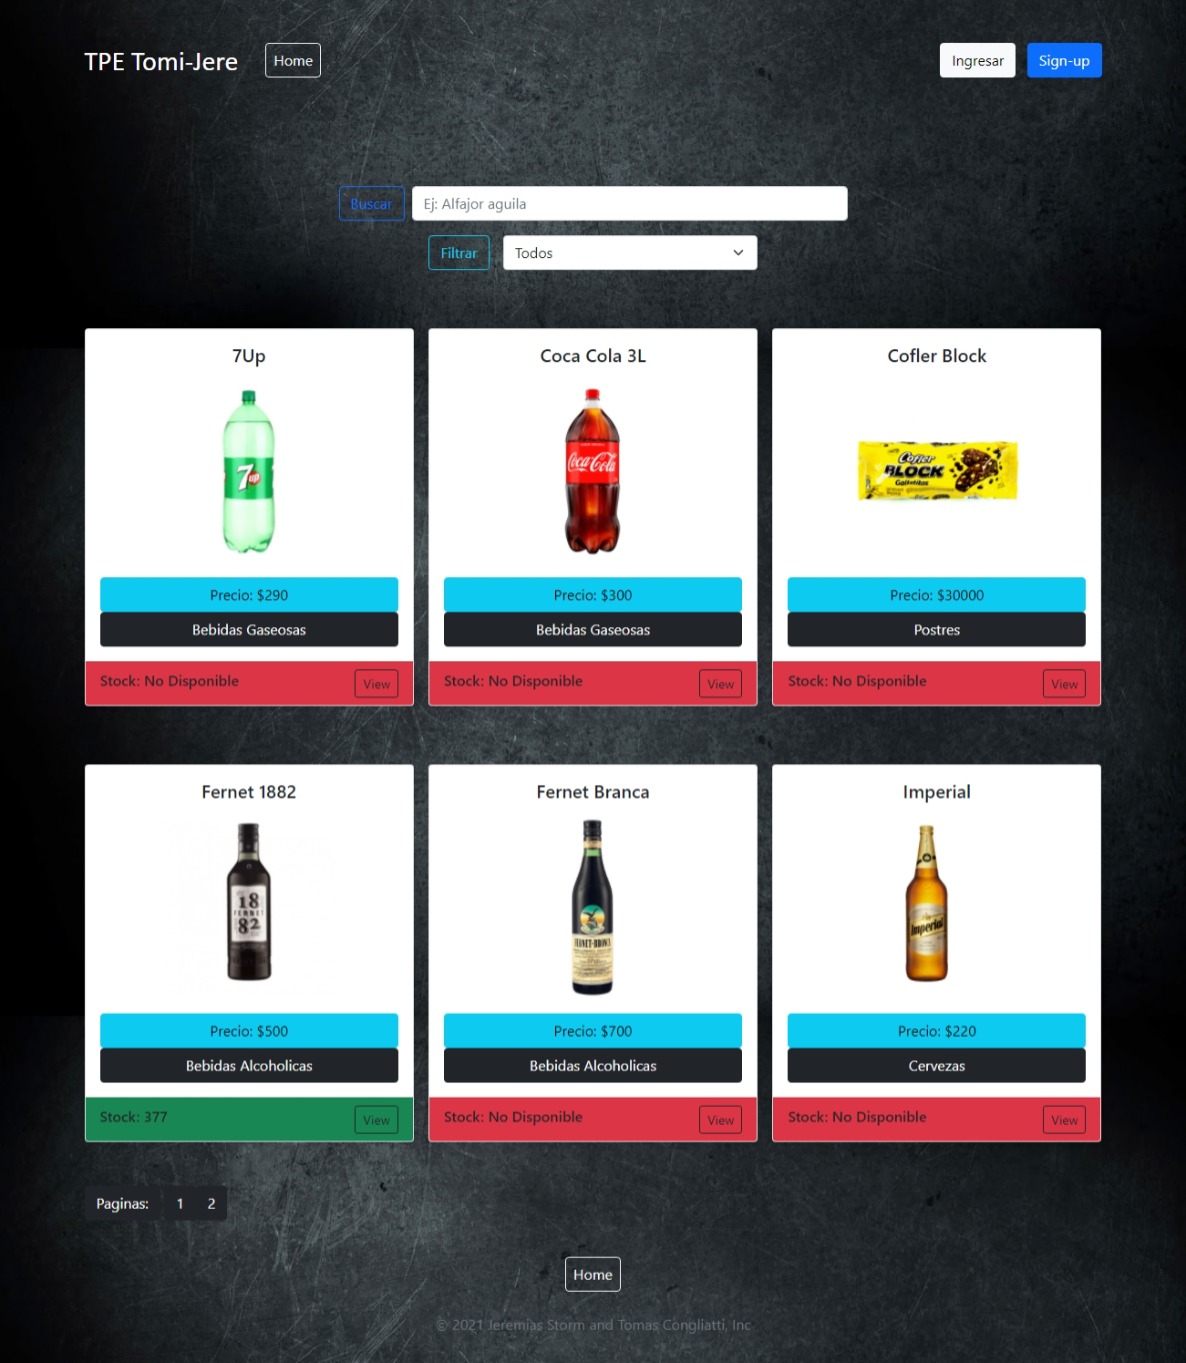 TPE Tomi-Jere Home Ingresar Sign-up
Buscar Ej: Alfajor aguila
Filtrar Todos
7Up Coca Cola 3L Cofler Block
7up
Coca-Cola
Cofler
BLOCK
Galletitas
Precio: $290 Precio: $300 Precio: $30000
Bebidas Gaseosas Bebidas Gaseosas Postres
Stock: No Disponible View Stock: No Disponible View Stock: No Disponible View
Fernet 1882 Fernet Branca Imperial
18
FERNET
82
FERNET-BRANCA
Imperial
Precio: $500 Precio: $700 Precio: $220
Bebidas Alcoholicas Bebidas Alcoholicas Cervezas
Stock: 377 View Stock: No Disponible View Stock: No Disponible View
Paginas: 1 2
Home
© 2021 Jeremias Storm and Tomas Congliatti, Inc